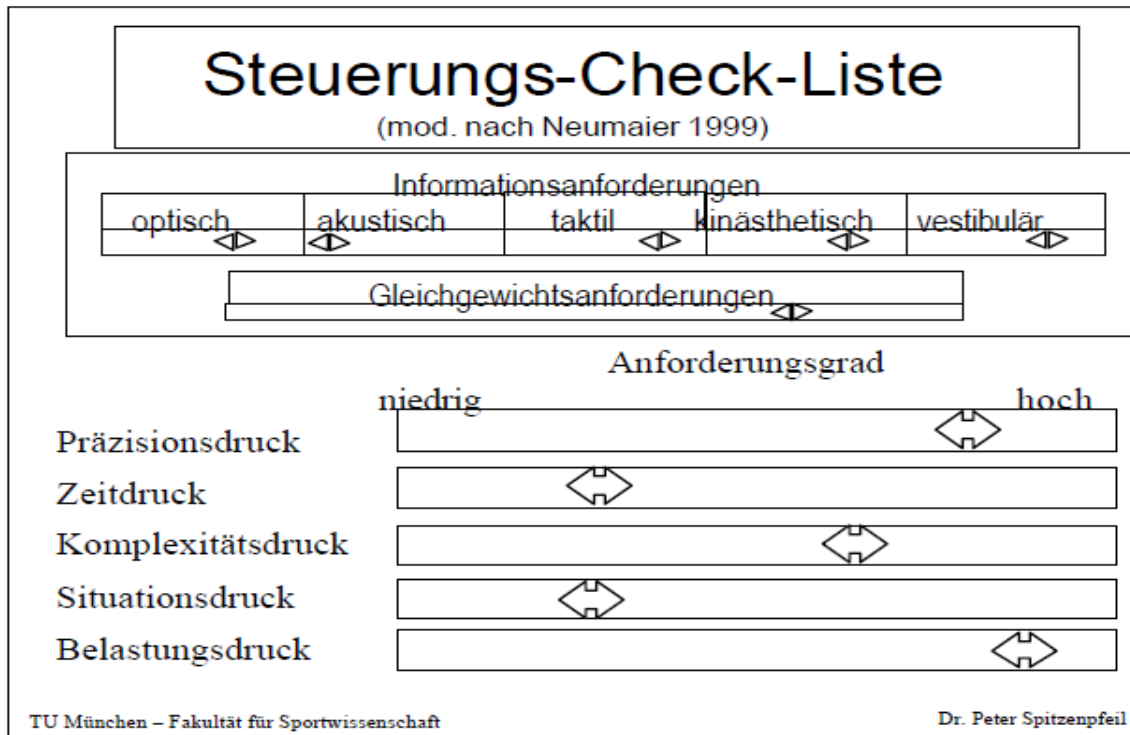 Steuerungs-Check-Liste
(mod. nach Neumaier 1999)
Informationsanforderungen
optisch akustisch taktil kinästhetisch vestibulär
Gleichgewichtsanforderungen
Anforderungsgrad
niedrig hoch
Präzisionsdruck
Zeitdruck
Komplexitätsdruck
Situationsdruck
Belastungsdruck
TU München – Fakultät für Sportwissenschaft Dr. Peter Spitzenpfeil